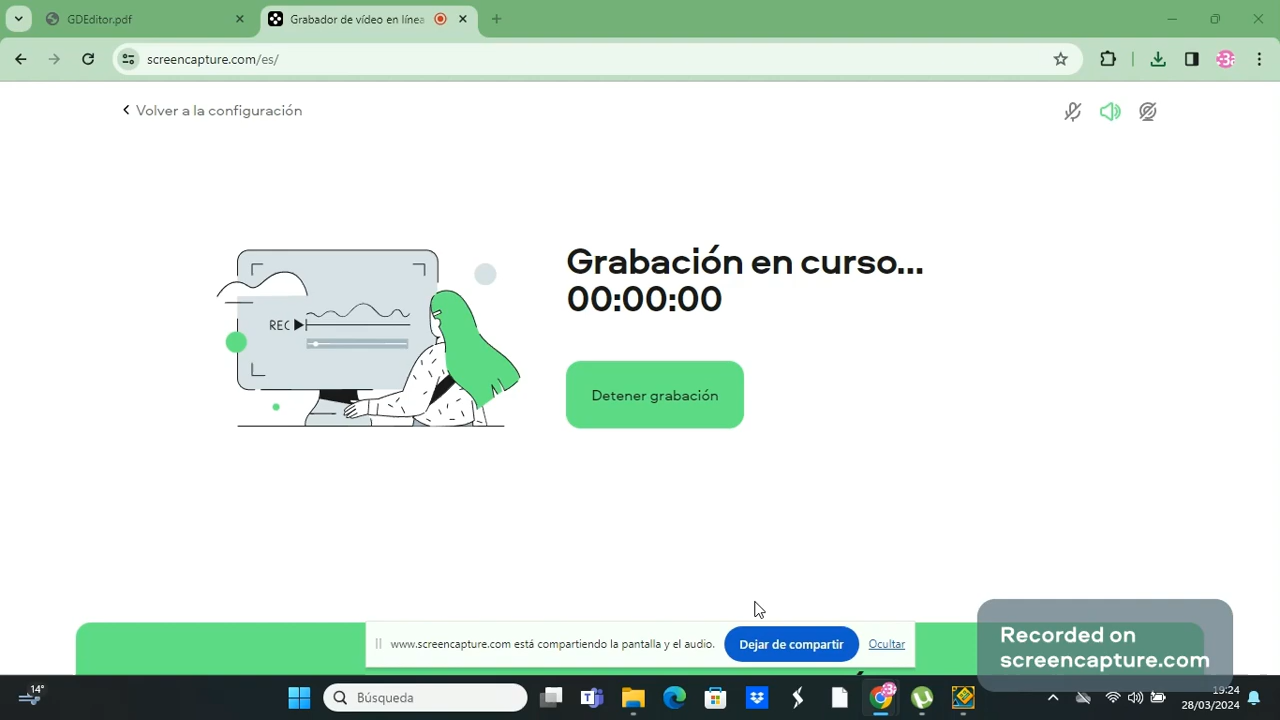 GDEditor.pdf
Grabador de vídeo en línea
screencapture.com/es/
Volver a la configuración
Grabación en curso...
00:00:00
REC
Detener grabación
www.screencapture.com está compartiendo la pantalla y el audio.
Dejar de compartir
Ocultar
Recorded on
screencapture.com
14°
Búsqueda
19:24
28/03/2024